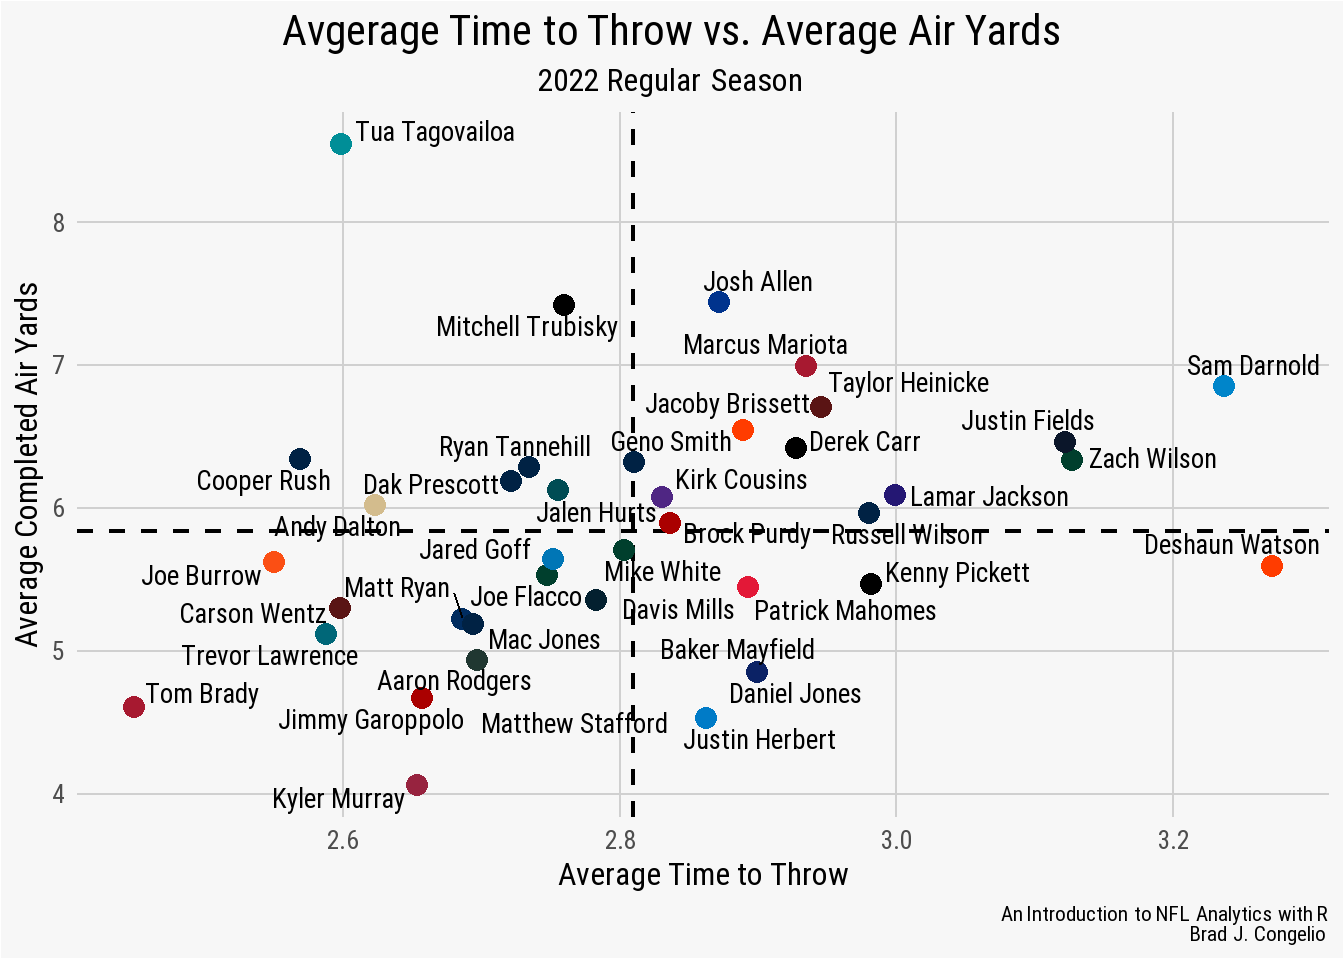 Avgerage Time to Throw vs. Average Air Yards
2022 Regular Season
Average Completed Air Yards
8
7
6
5
4
Tua Tagovailoa
Josh Allen
Mitchell Trubisky
Marcus Mariota
Sam Darnold
Taylor Heinicke
Jacoby Brissett
Justin Fields
Ryan Tannehill
Geno Smith
Derek Carr
Zach Wilson
Cooper Rush
Dak Prescott
Kirk Cousins
Lamar Jackson
Jalen Hurts
Andy Dalton
Brock Purdy
Russell Wilson
Jared Goff
Deshaun Watson
Joe Burrow
Mike White
Kenny Pickett
Matt Ryan
Joe Flacco
Carson Wentz
Davis Mills
Patrick Mahomes
Mac Jones
Trevor Lawrence
Baker Mayfield
Aaron Rodgers
Tom Brady
Daniel Jones
Jimmy Garoppolo
Matthew Stafford
Justin Herbert
Kyler Murray
2.6
2.8
3.0
3.2
Average Time to Throw
An Introduction to NFL Analytics with R
Brad J. Congelio